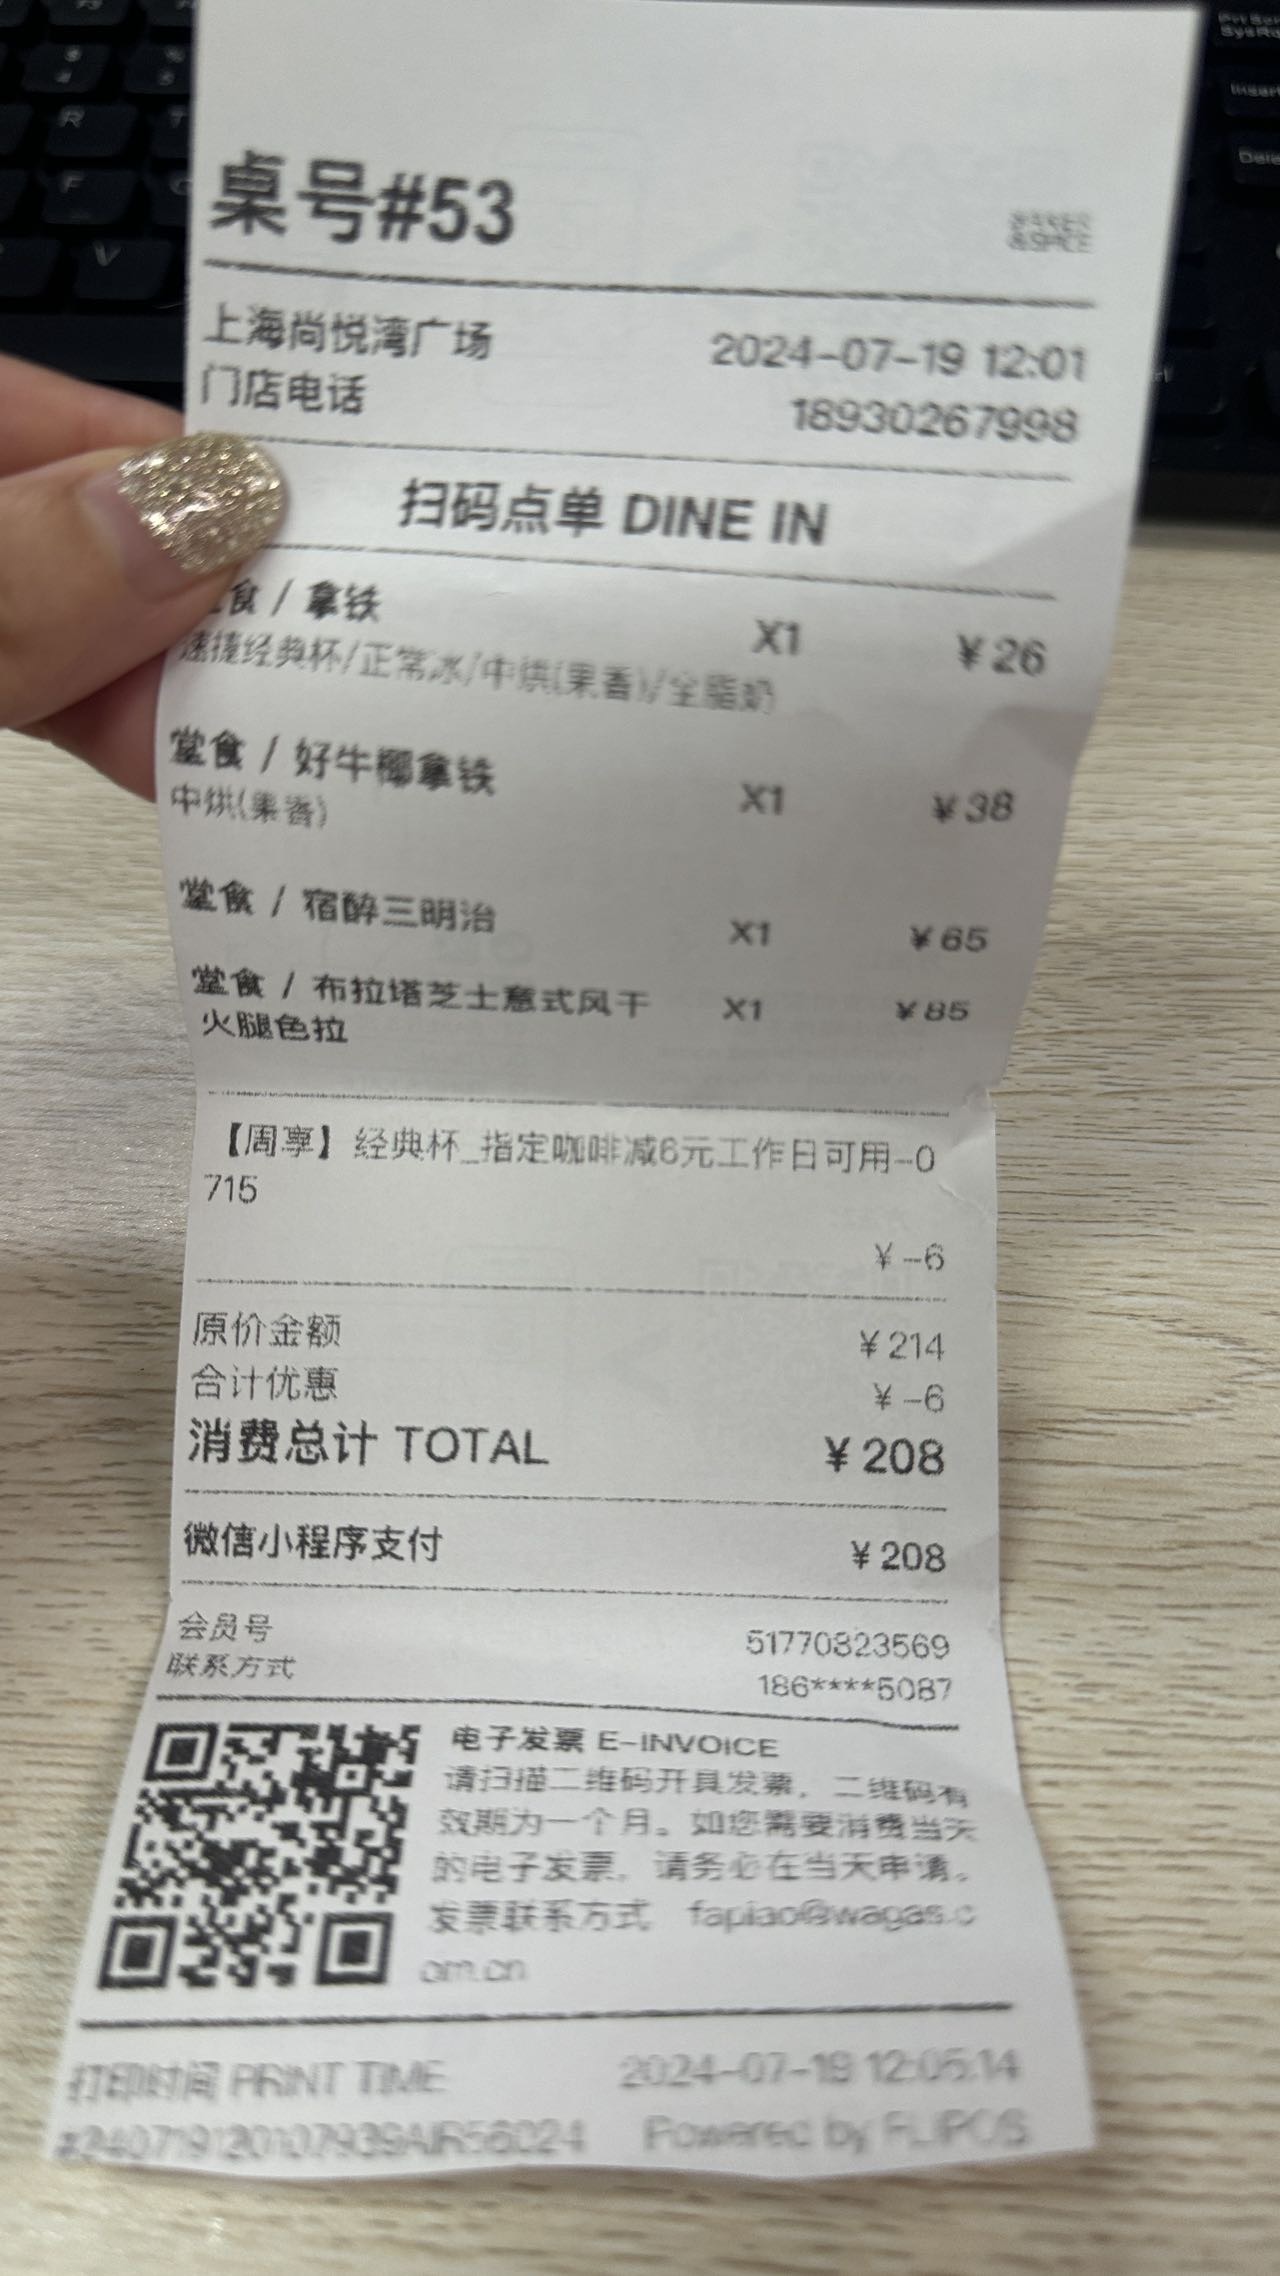 桌号#53
BAKER
&SPICE
上海尚悦湾广场 2024-07-19 12:01
门店电话 18930267998
扫码点单 DINE IN
食 / 拿铁 X1 ¥26
速捷经典杯/正常冰/中烘(果香)/全脂奶
堂食 / 好牛椰拿铁 X1 ¥38
中烘(果香)
堂食 / 宿醉三明治 X1 ¥65
堂食 / 布拉塔芝士意式风干 X1 ¥85
火腿色拉
【周享】经典杯_指定咖啡减6元工作日可用-0
715
¥-6
原价金额 ¥214
合计优惠 ¥-6
消费总计 TOTAL ¥208
微信小程序支付 ¥208
会员号 51770823569
联系方式 186****5087
电子发票 E-INVOICE
请扫描二维码开具发票，二维码有
效期为一个月。如您需要消费当天
的电子发票，请务必在当天申请。
发票联系方式 fapiao@wagas.c
om.cn
打印时间 PRINT TIME 2024-07-19 12:05:14
Powered by FLIPOS